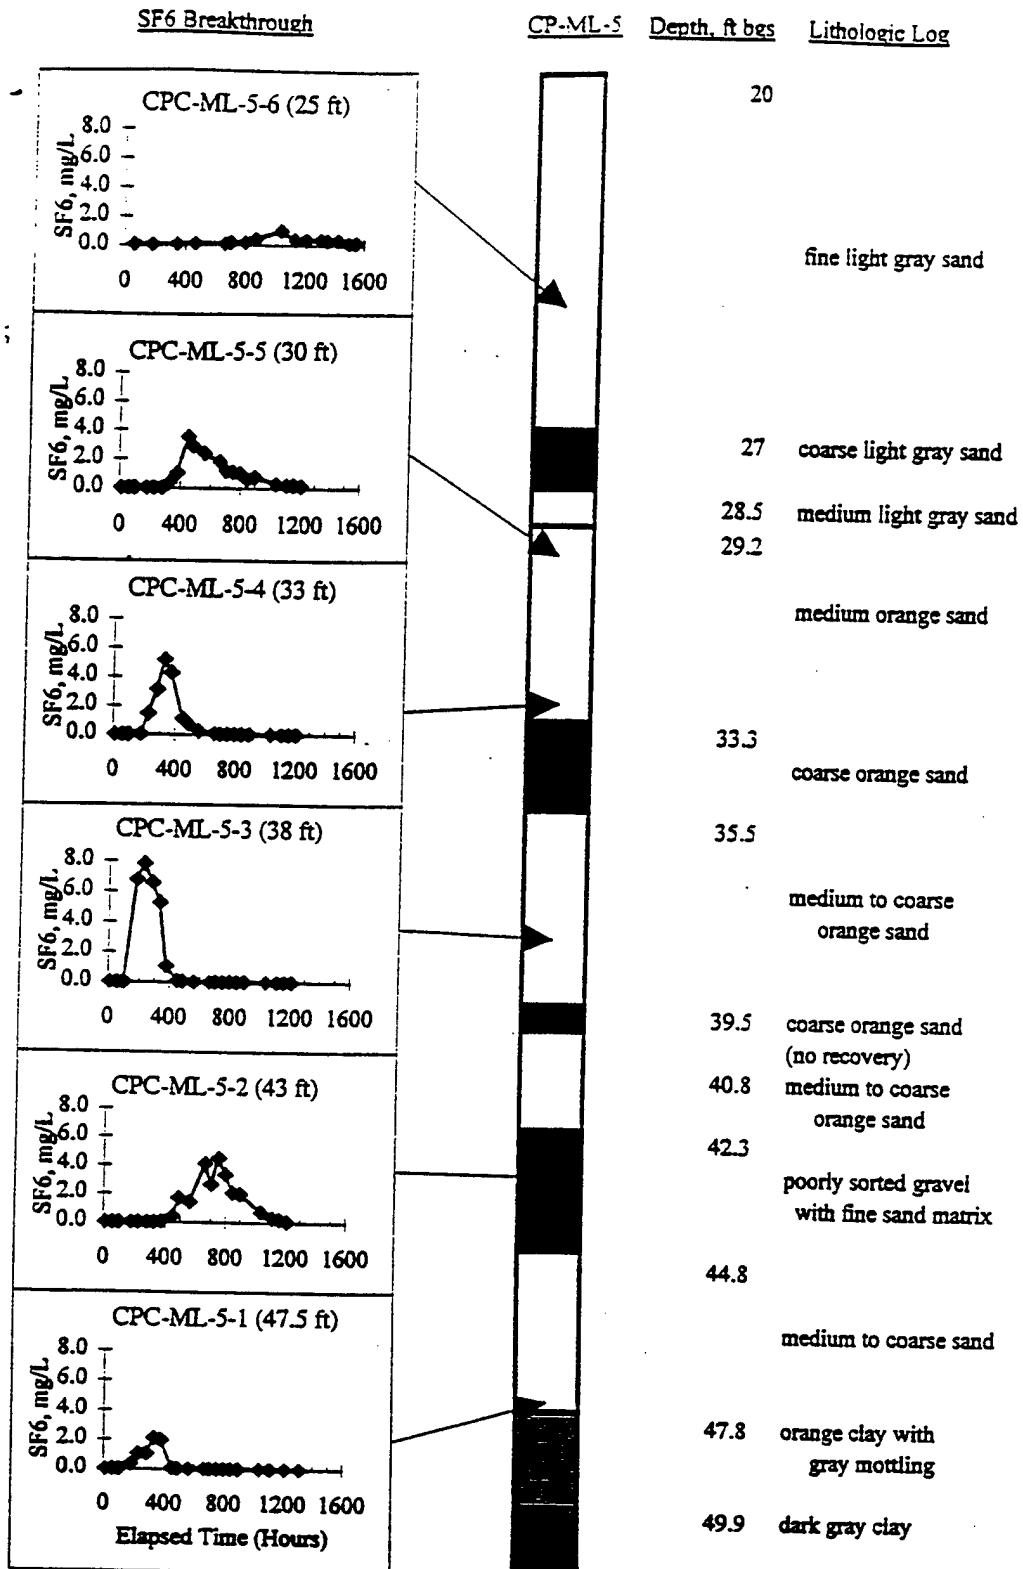 SF6 Breakthrough
CP-ML-5
Depth, ft bgs
Lithologic Log
CPC-ML-5-6 (25 ft)
SF6, mg/L
8.0
6.0
4.0
2.0
0.0
0 400 800 1200 1600
CPC-ML-5-5 (30 ft)
SF6, mg/L
8.0
6.0
4.0
2.0
0.0
0 400 800 1200 1600
CPC-ML-5-4 (33 ft)
SF6, mg/L
8.0
6.0
4.0
2.0
0.0
0 400 800 1200 1600
CPC-ML-5-3 (38 ft)
SF6, mg/L
8.0
6.0
4.0
2.0
0.0
0 400 800 1200 1600
CPC-ML-5-2 (43 ft)
SF6, mg/L
8.0
6.0
4.0
2.0
0.0
0 400 800 1200 1600
CPC-ML-5-1 (47.5 ft)
SF6, mg/L
8.0
6.0
4.0
2.0
0.0
0 400 800 1200 1600
Elapsed Time (Hours)
20
fine light gray sand
27 coarse light gray sand
28.5 medium light gray sand
29.2
medium orange sand
33.3
coarse orange sand
35.5
medium to coarse
orange sand
39.5 coarse orange sand
(no recovery)
40.8 medium to coarse
orange sand
42.3
poorly sorted gravel
with fine sand matrix
44.8
medium to coarse sand
47.8 orange clay with
gray mottling
49.9 dark gray clay